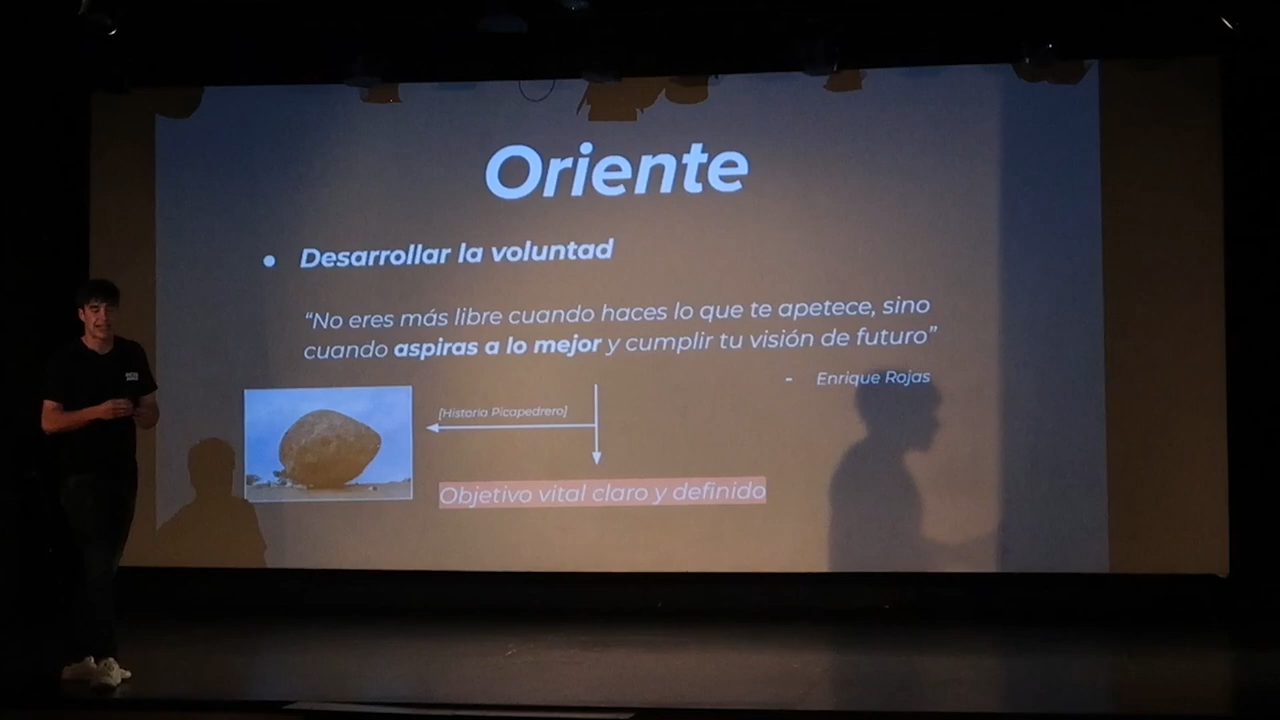 Oriente
● Desarrollar la voluntad
“No eres más libre cuando haces lo que te apetece, sino
cuando aspiras a lo mejor y cumplir tu visión de futuro”
- Enrique Rojas
[Historia Picapedrero]
Objetivo vital claro y definido